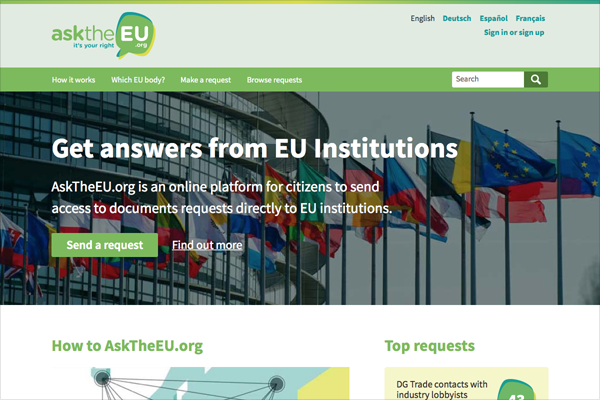 asktheEU
it's your right .org
English Deutsch Español Français
Sign in or sign up
How it works Which EU body? Make a request Browse requests Search
Get answers from EU Institutions
AskTheEU.org is an online platform for citizens to send
access to documents requests directly to EU institutions.
Send a request Find out more
How to AskTheEU.org
Top requests
DG Trade contacts with
industry lobbyists